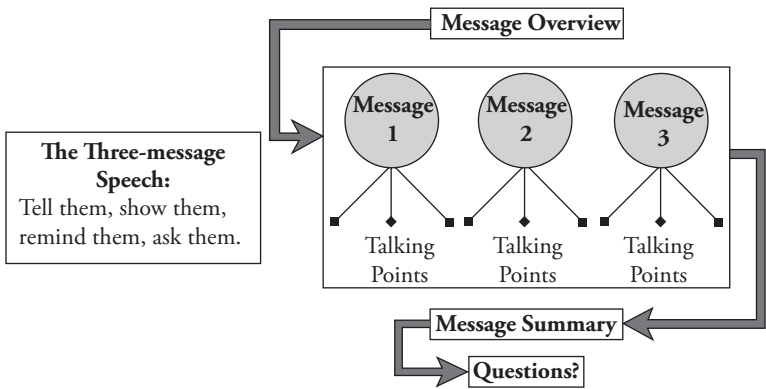 Message Overview
Message
1
Message
2
Message
3
Talking
Points
Talking
Points
Talking
Points
The Three-message
Speech:
Tell them, show them,
remind them, ask them.
Message Summary
Questions?